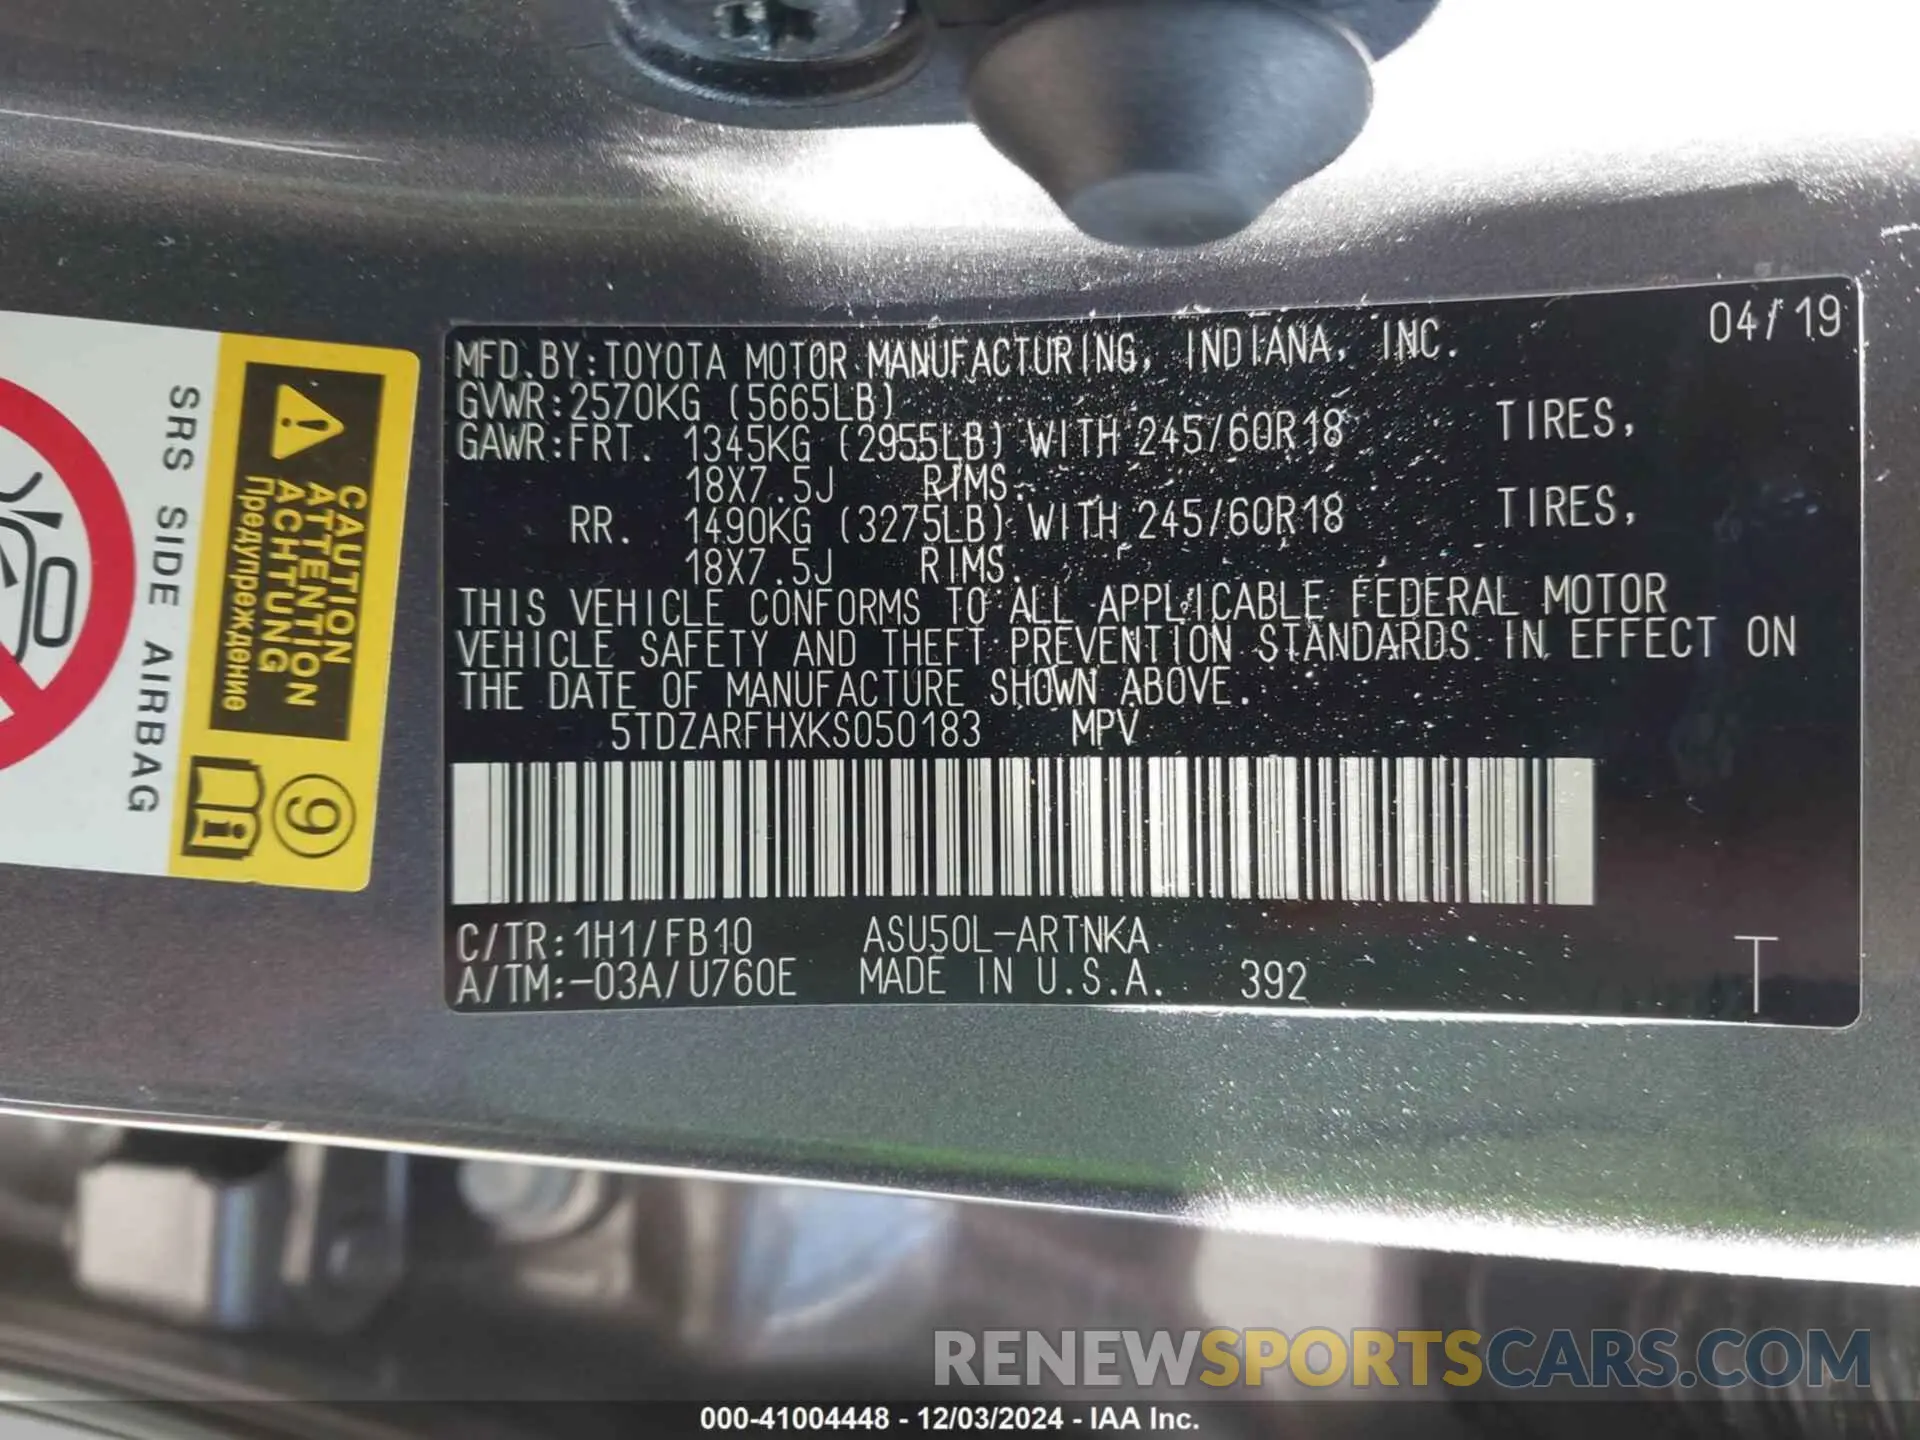 04/19
MFD.BY:TOYOTA MOTOR MANUFACTURING, INDIANA, INC.
GVWR:2570KG (5665LB)
GAWR:FRT. 1345KG (2955LB) WITH 245/60R18 TIRES,
18X7.5J RIMS.
RR. 1490KG (3275LB) WITH 245/60R18 TIRES,
18X7.5J RIMS.
THIS VEHICLE CONFORMS TO ALL APPLICABLE FEDERAL MOTOR
VEHICLE SAFETY AND THEFT PREVENTION STANDARDS IN EFFECT ON
THE DATE OF MANUFACTURE SHOWN ABOVE.
5TDZARFHXKS050183 MPV
C/TR:1H1/FB10 ASU50L-ARTNKA
A/TM:-03A/U760E MADE IN U.S.A. 392
T
CAUTION
ATTENTION
ACHTUNG
Предупреждение
SRS SIDE AIRBAG
9
i
RENEWSPORTSCARS.COM
000-41004448 - 12/03/2024 - IAA Inc.